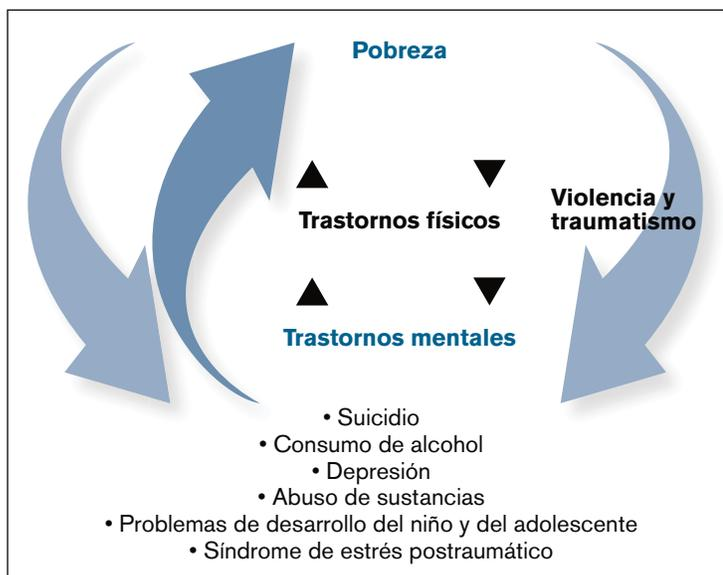 Pobreza
Trastornos físicos
Violencia y
traumatismo
Trastornos mentales
• Suicidio
• Consumo de alcohol
• Depresión
• Abuso de sustancias
• Problemas de desarrollo del niño y del adolescente
• Síndrome de estrés postraumático